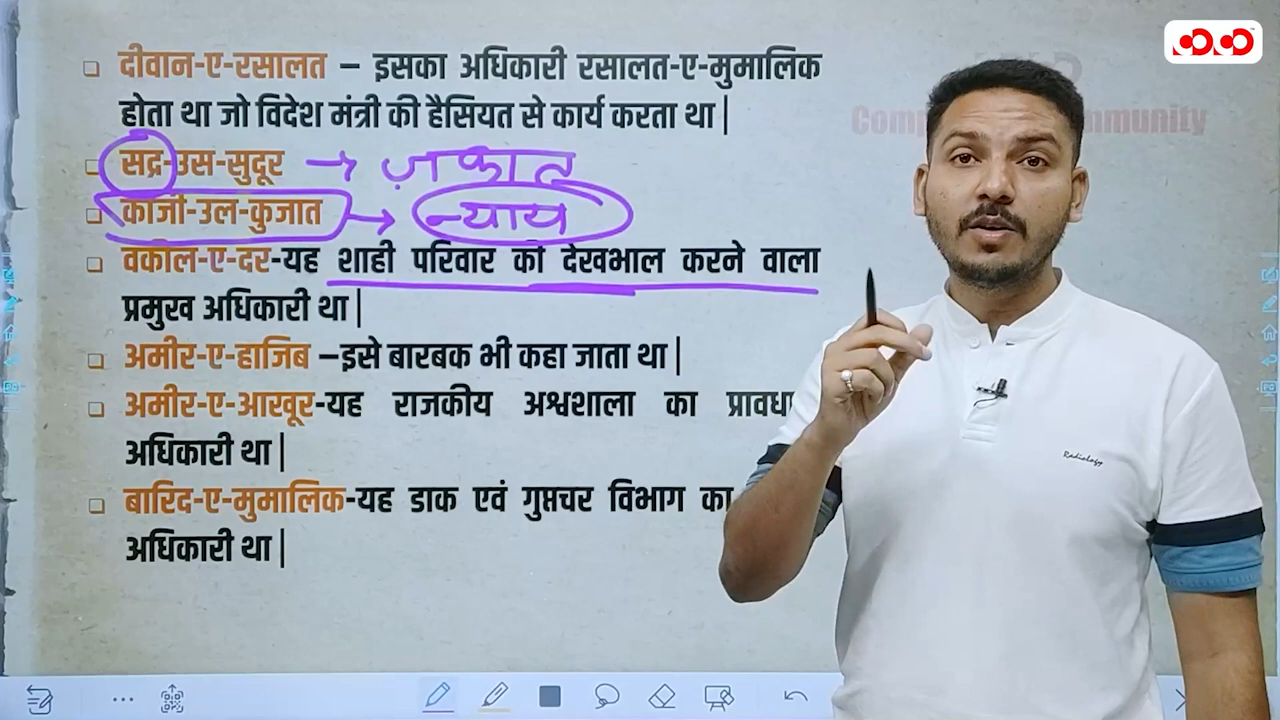 दीवान-ए-रसालत – इसका अधिकारी रसालत-ए-मुमालिक
होता था जो विदेश मंत्री की हैसियत से कार्य करता था |
सद्र-उस-सुदूर → ज़कात
काजी-उल-कुजात → न्याय
वकील-ए-दर-यह शाही परिवार की देखभाल करने वाला
प्रमुख अधिकारी था |
अमीर-ए-हाजिब –इसे बारबक भी कहा जाता था |
अमीर-ए-आखूर-यह राजकीय अश्वशाला का
अधिकारी था |
बारिद-ए-मुमालिक-यह डाक एवं गुप्तचर विभाग का
अधिकारी था |
Radiology